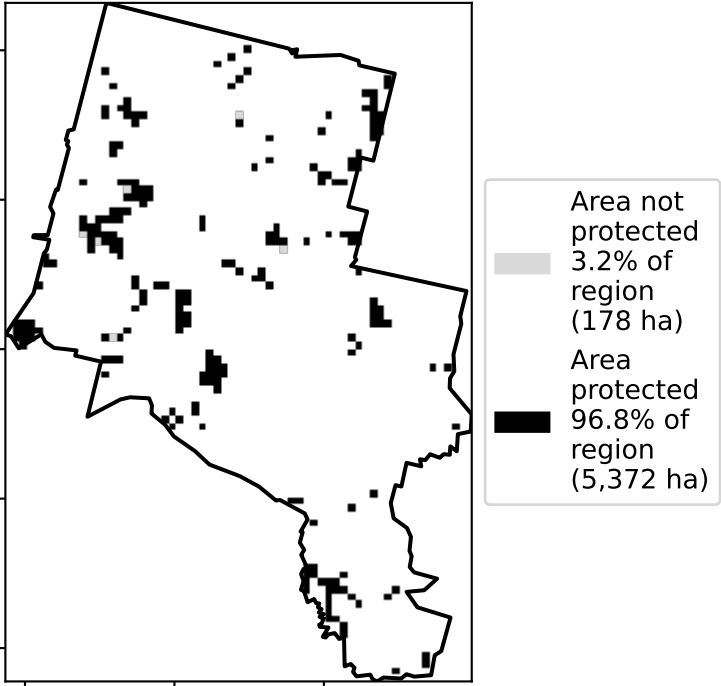 Area not
protected
3.2% of
region
(178 ha)
Area
protected
96.8% of
region
(5,372 ha)